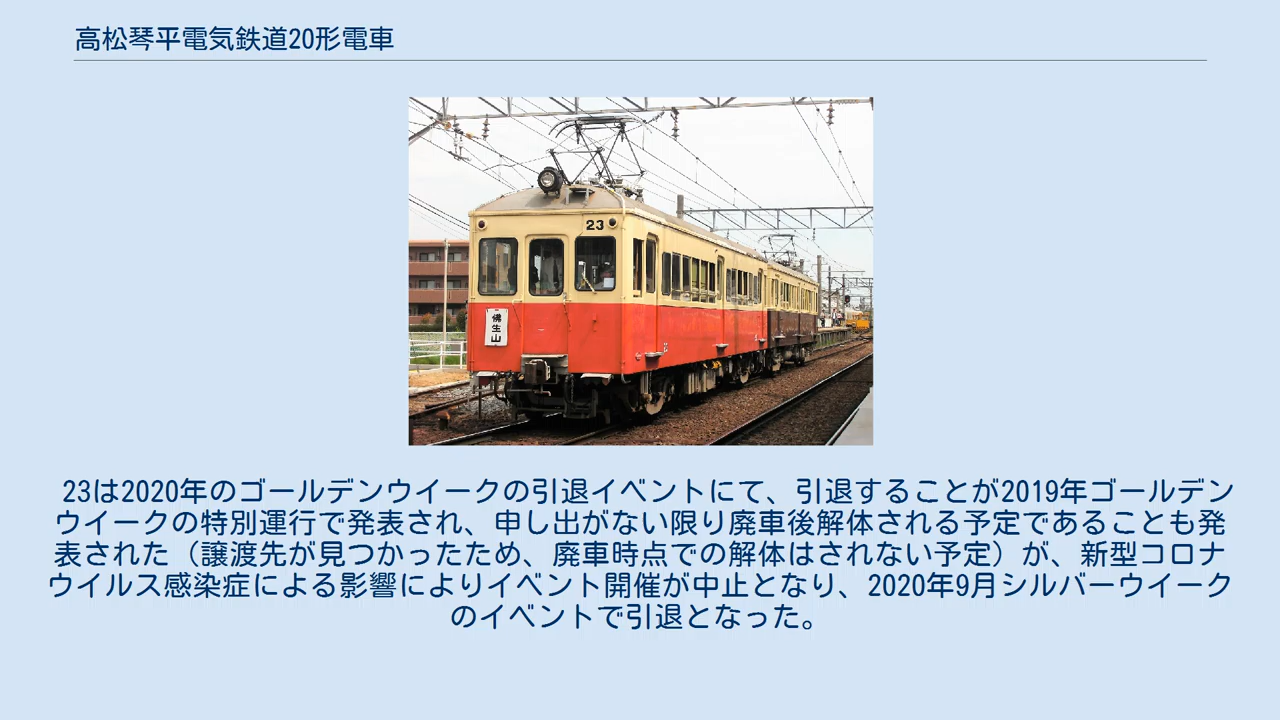 高松琴平電気鉄道20形電車
23
佛生山
23は2020年のゴールデンウイークの引退イベントにて、引退することが2019年ゴールデン
ウイークの特別運行で発表され、申し出がない限り廃車後解体される予定であることも発
表された（譲渡先が見つかったため、廃車時点での解体はされない予定）が、新型コロナ
ウイルス感染症による影響によりイベント開催が中止となり、2020年9月シルバーウイーク
のイベントで引退となった。